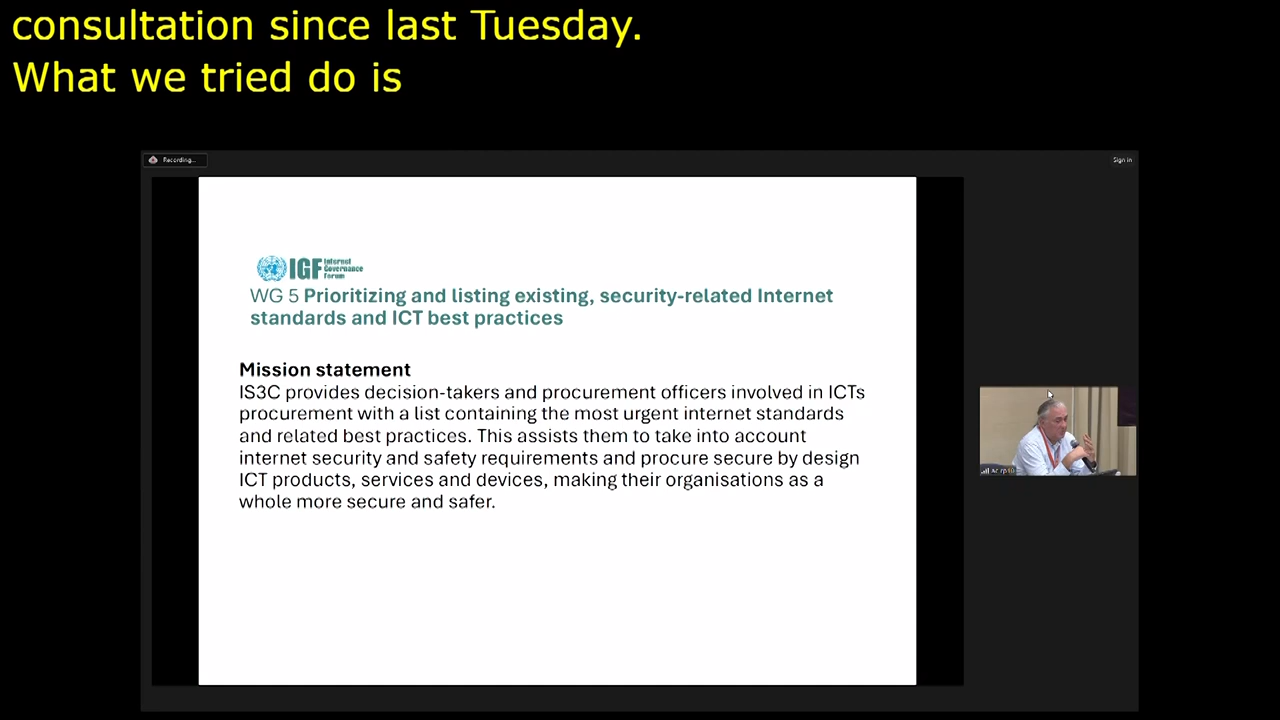 consultation since last Tuesday.
What we tried do is
Recording...
Sign in
IGF Internet
Governance
Forum
WG 5 Prioritizing and listing existing, security-related Internet
standards and ICT best practices
Mission statement
IS3C provides decision-takers and procurement officers involved in ICTs
procurement with a list containing the most urgent internet standards
and related best practices. This assists them to take into account
internet security and safety requirements and procure secure by design
ICT products, services and devices, making their organisations as a
whole more secure and safer.